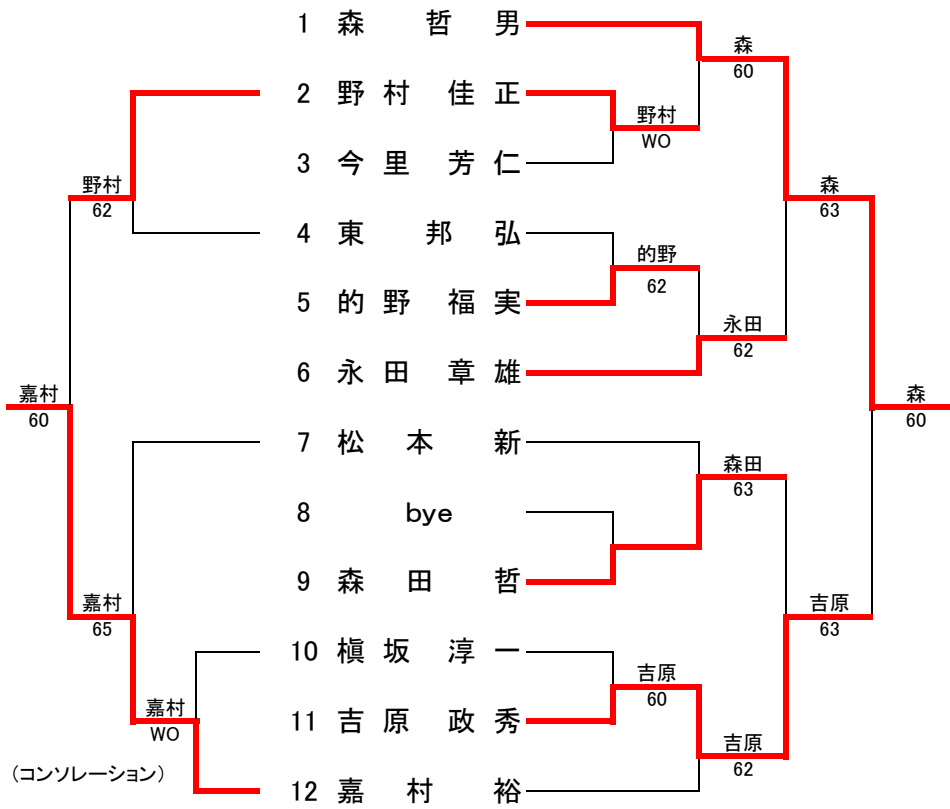 1 森 哲 男
森
60
2 野 村 佳 正
野村
WO
3 今 里 芳 仁
野村
62
森
63
4 東 邦 弘
的野
62
5 的 野 福 実
永田
62
6 永 田 章 雄
嘉村
60
森
60
7 松 本 新
森田
63
8 bye
9 森 田 哲
嘉村
65
吉原
63
10 槇 坂 淳 一
吉原
60
11 吉 原 政 秀
嘉村
WO
吉原
62
(コンソレーション)
12 嘉 村 裕